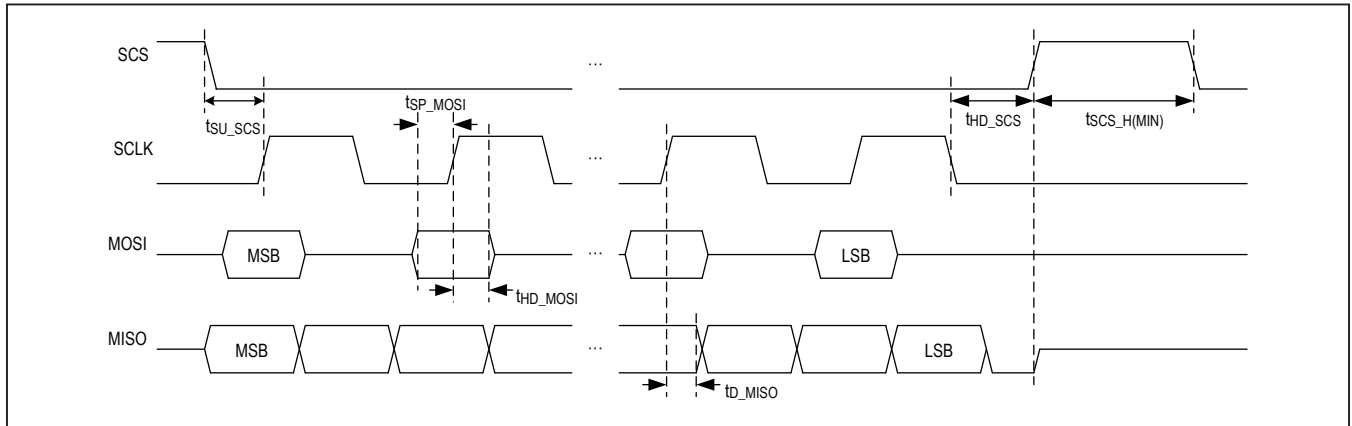 SCS
...
tSP_MOSI
tSU_SCS
tHD_SCS
tSCS_H(MIN)
SCLK
...
MOSI
MSB
...
LSB
tHD_MOSI
MISO
MSB
...
LSB
tD_MISO